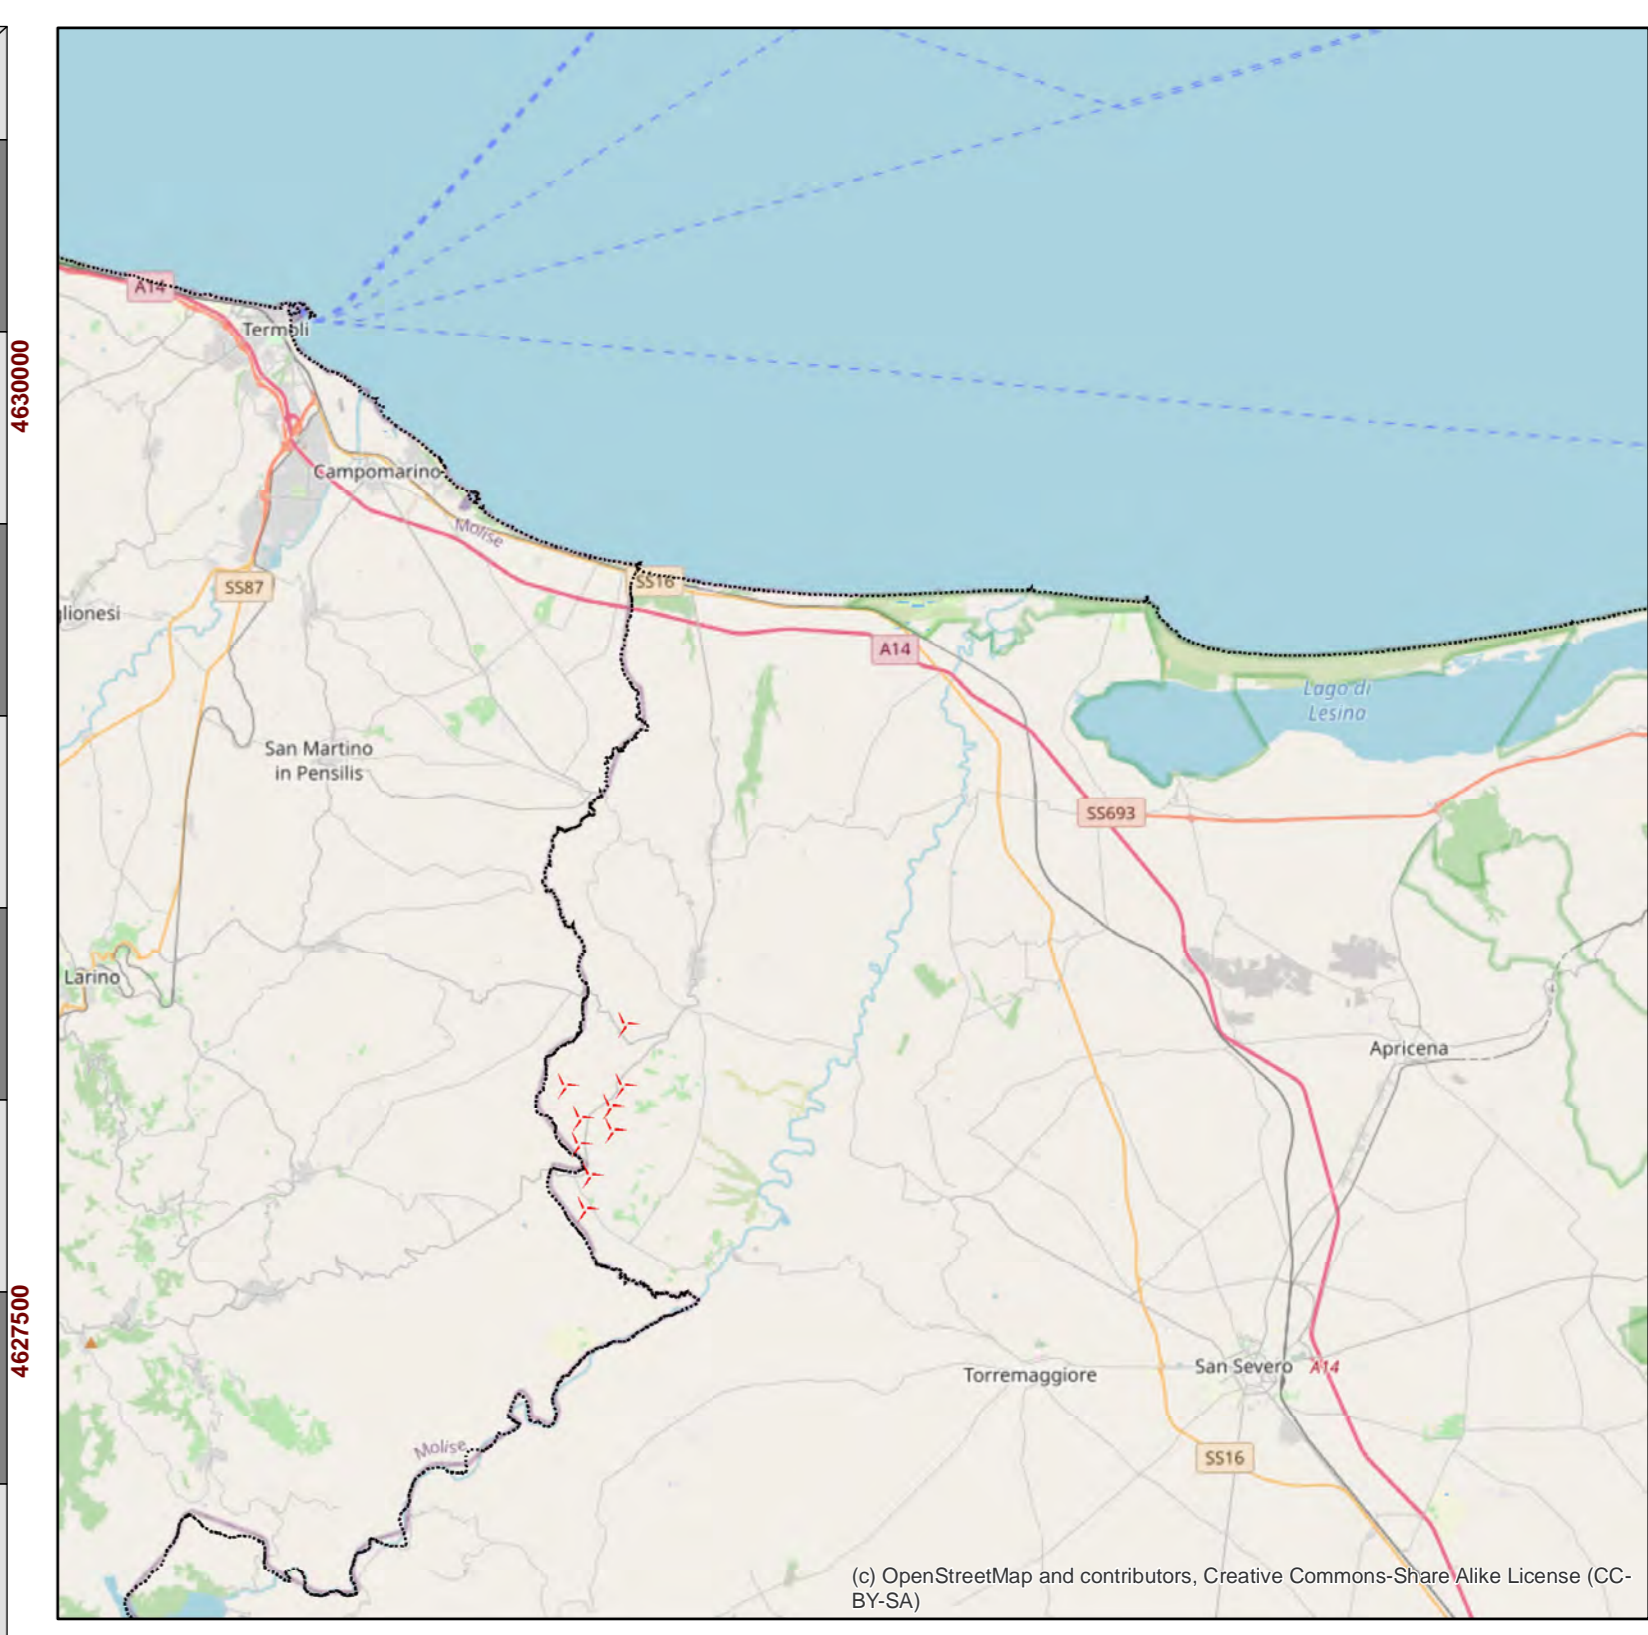 A14
Termoli
4630000
Campomarino
Molise
SS16
SS87
glionesi
A14
Lago di
Lesina
San Martino
in Pensilis
SS693
Larino
Apricena
4627500
San Severo
A14
Torremaggiore
Molise
SS16
(c) OpenStreetMap and contributors, Creative Commons-Share Alike License (CC-
BY-SA)